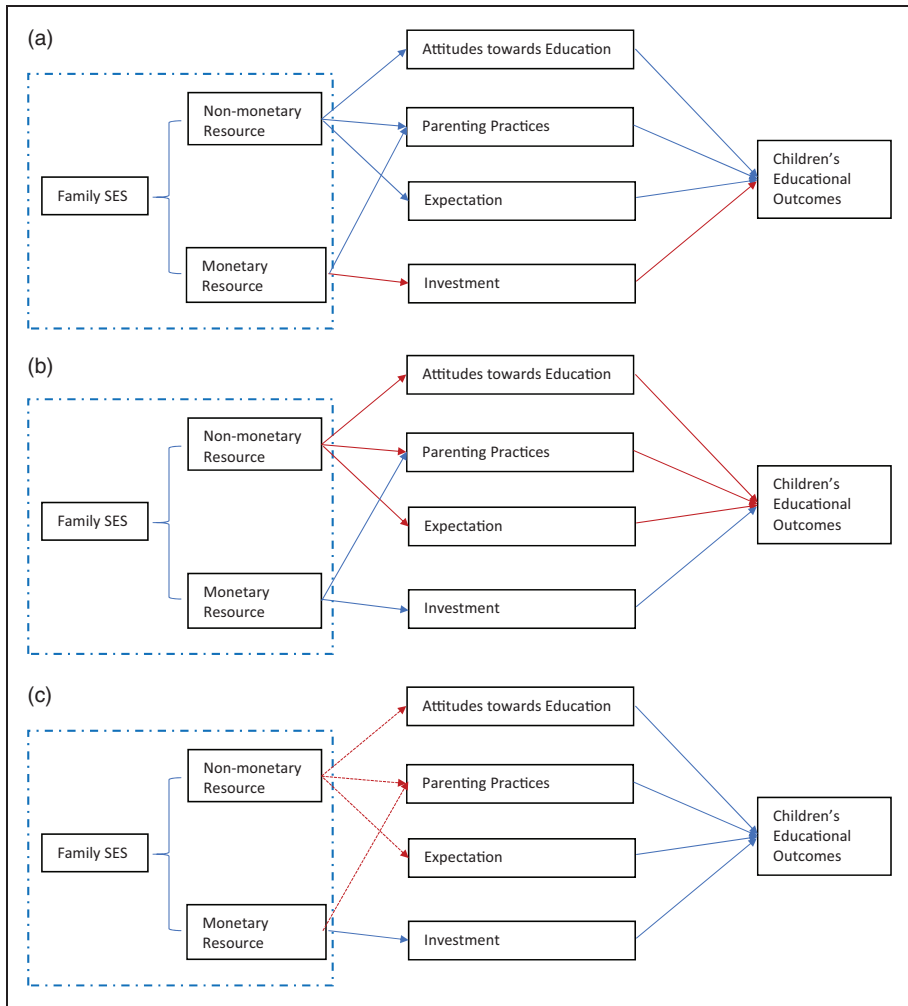 (a)
Attitudes towards Education
Non-monetary
Resource
Parenting Practices
Family SES
Expectation
Children's
Educational
Outcomes
Monetary
Resource
Investment
(b)
Attitudes towards Education
Non-monetary
Resource
Parenting Practices
Family SES
Expectation
Children's
Educational
Outcomes
Monetary
Resource
Investment
(c)
Attitudes towards Education
Non-monetary
Resource
Parenting Practices
Family SES
Expectation
Children's
Educational
Outcomes
Monetary
Resource
Investment